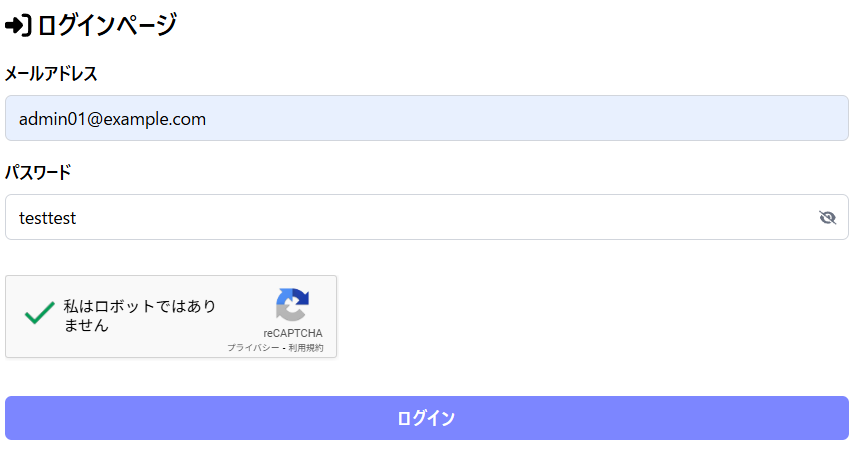 ログインページ
メールアドレス
admin01@example.com
パスワード
testtest
私はロボットではあり
ません
reCAPTCHA
プライバシー - 利用規約
ログイン